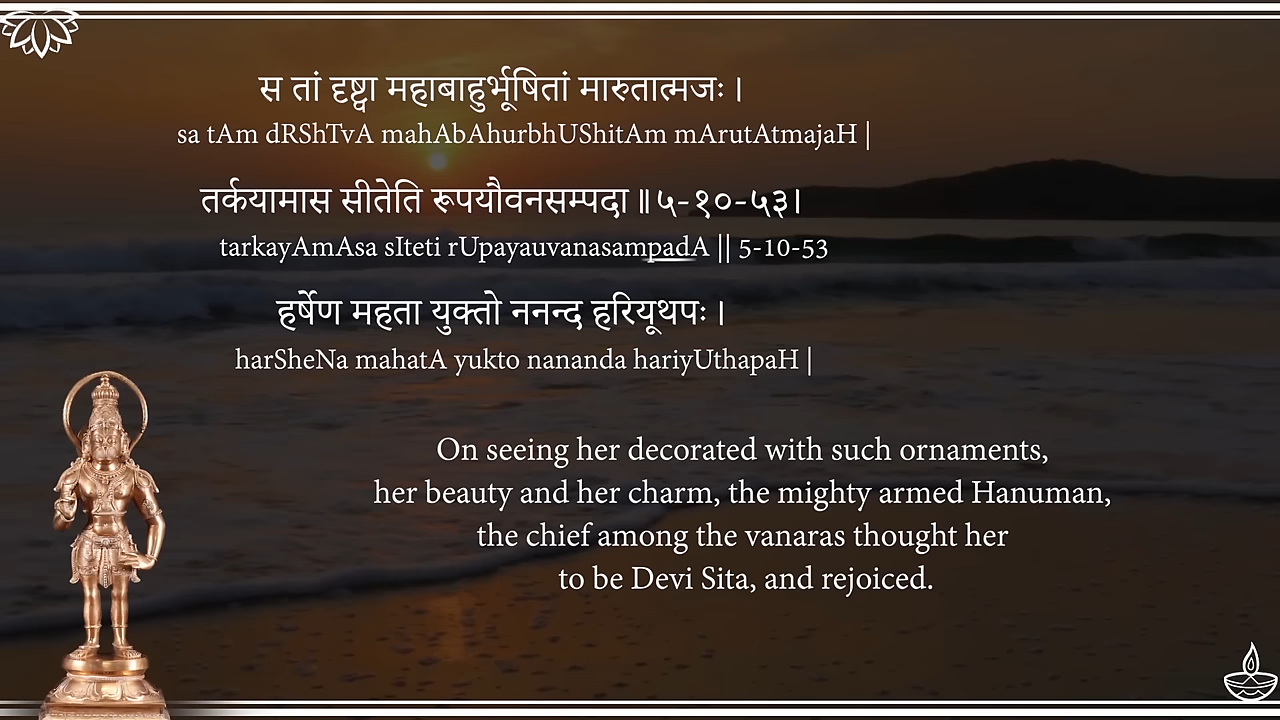 स तां दृष्ट्वा महाबाहुर्भूषितां मारुतात्मजः ।
sa tAm dRShTvA mahAbAhurbhUShitAm mArutAtmajaH |
तर्कयामास सीतेति रूपयौवनसम्पदा ॥५-१०-५३।
tarkayAmAsa sIteti rUpayauvanasampadA || 5-10-53
हर्षेण महता युक्तो ननन्द हरियूथपः ।
harSheNa mahatA yukto nananda hariyUthapaH |
On seeing her decorated with such ornaments,
her beauty and her charm, the mighty armed Hanuman,
the chief among the vanaras thought her
to be Devi Sita, and rejoiced.